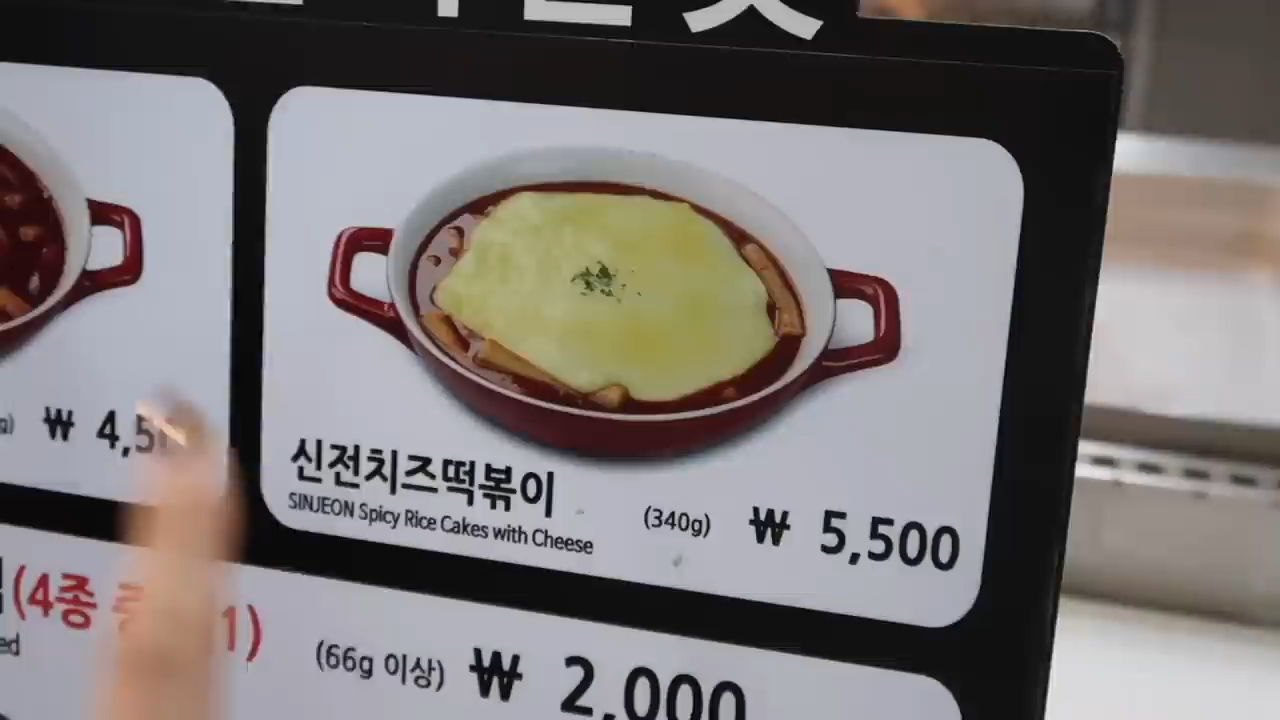 ₩ 4,5
신전치즈떡볶이
SINJEON Spicy Rice Cakes with Cheese
(340g) ₩ 5,500
(4종 1)
(66g 이상) ₩ 2,000